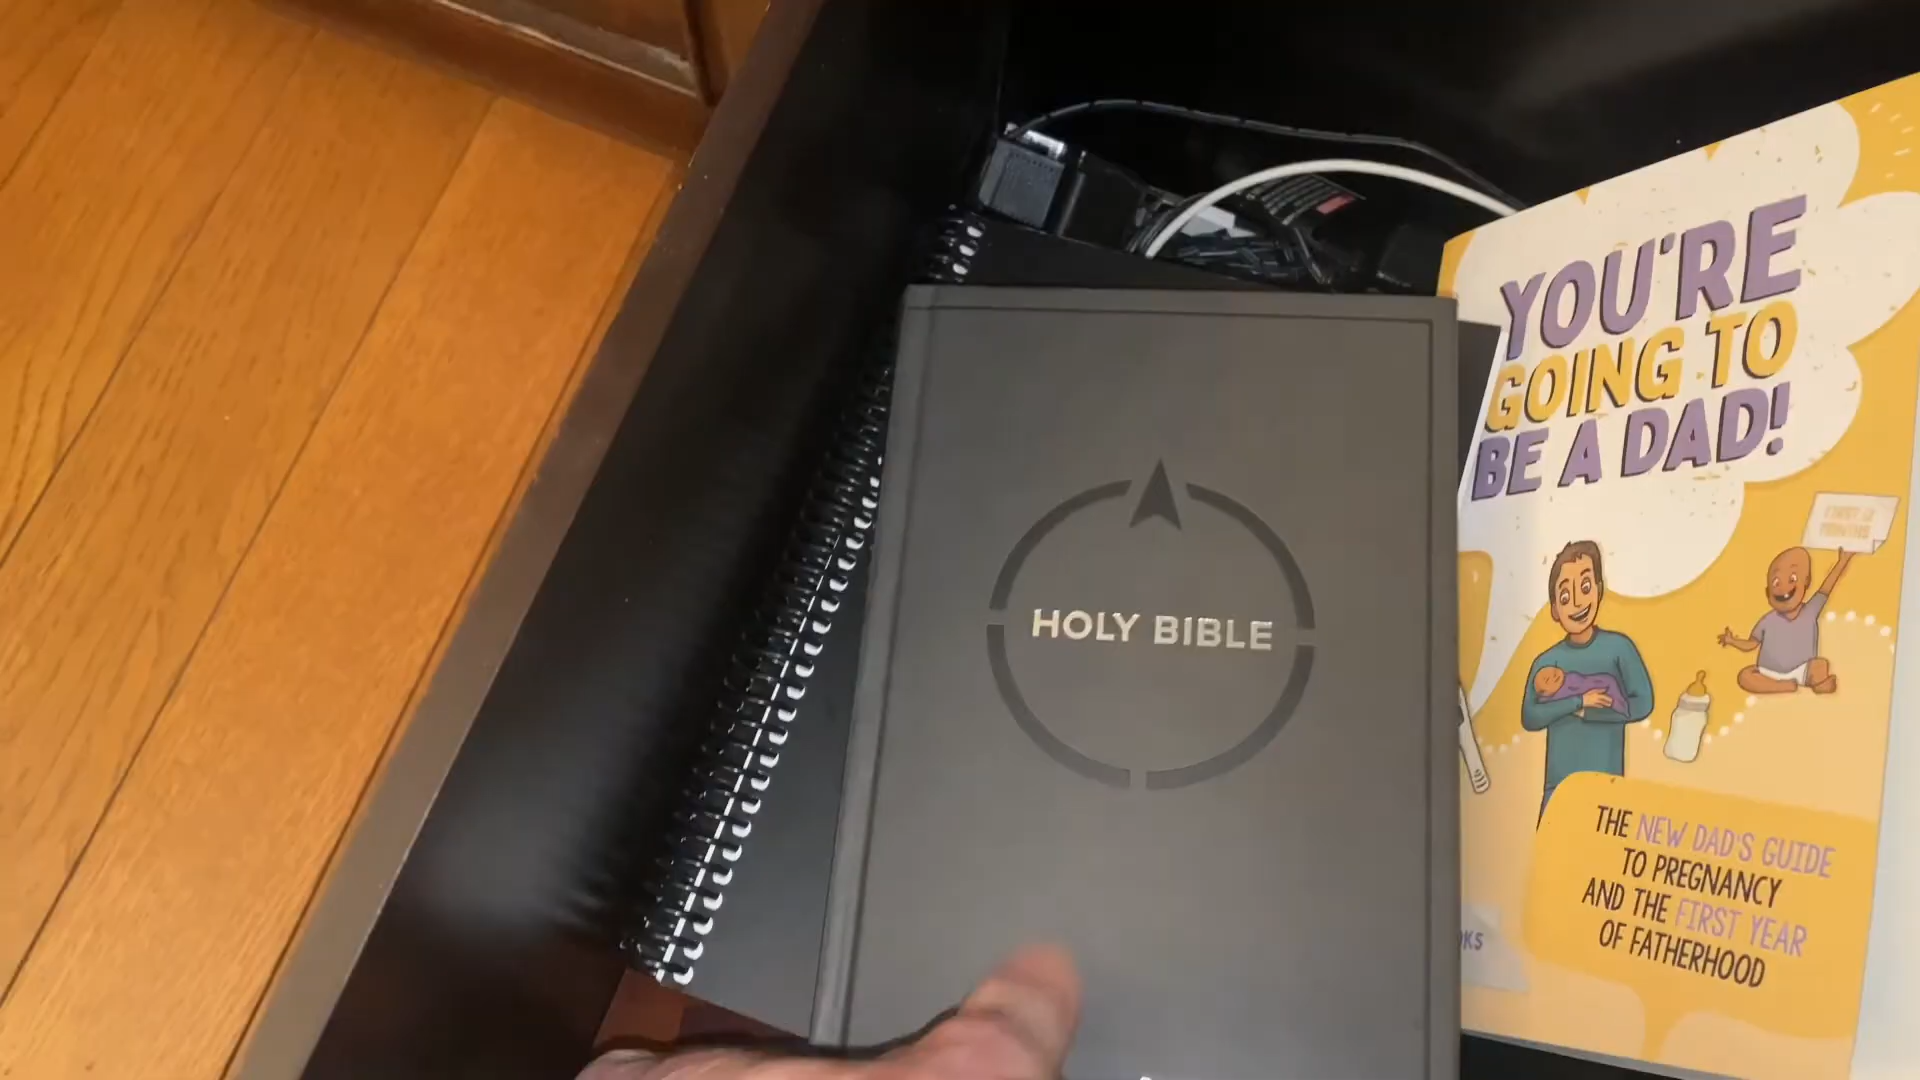 HOLY BIBLE
YOU'RE
GOING TO
BE A DAD!
THE NEW DAD'S GUIDE
TO PREGNANCY
AND THE FIRST YEAR
OF FATHERHOOD